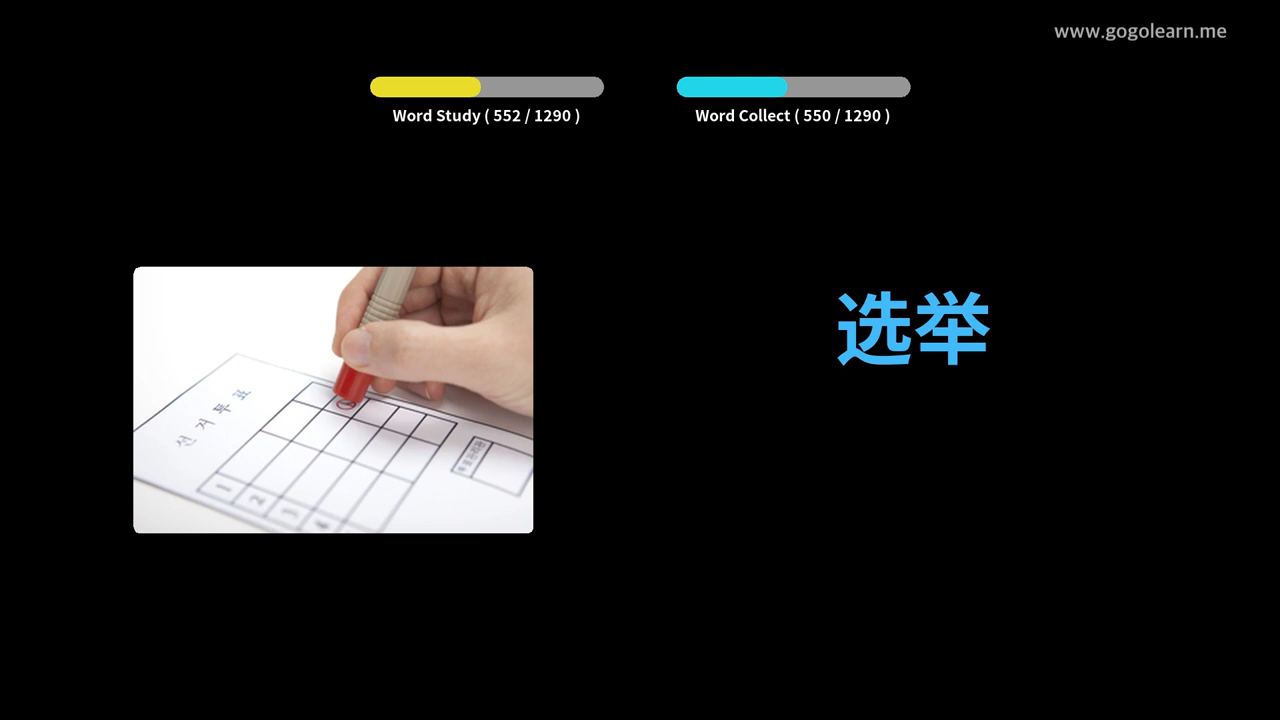 www.gogolearn.me
Word Study ( 552 / 1290 )
Word Collect ( 550 / 1290 )
选举
선거투표
1
2
3
4